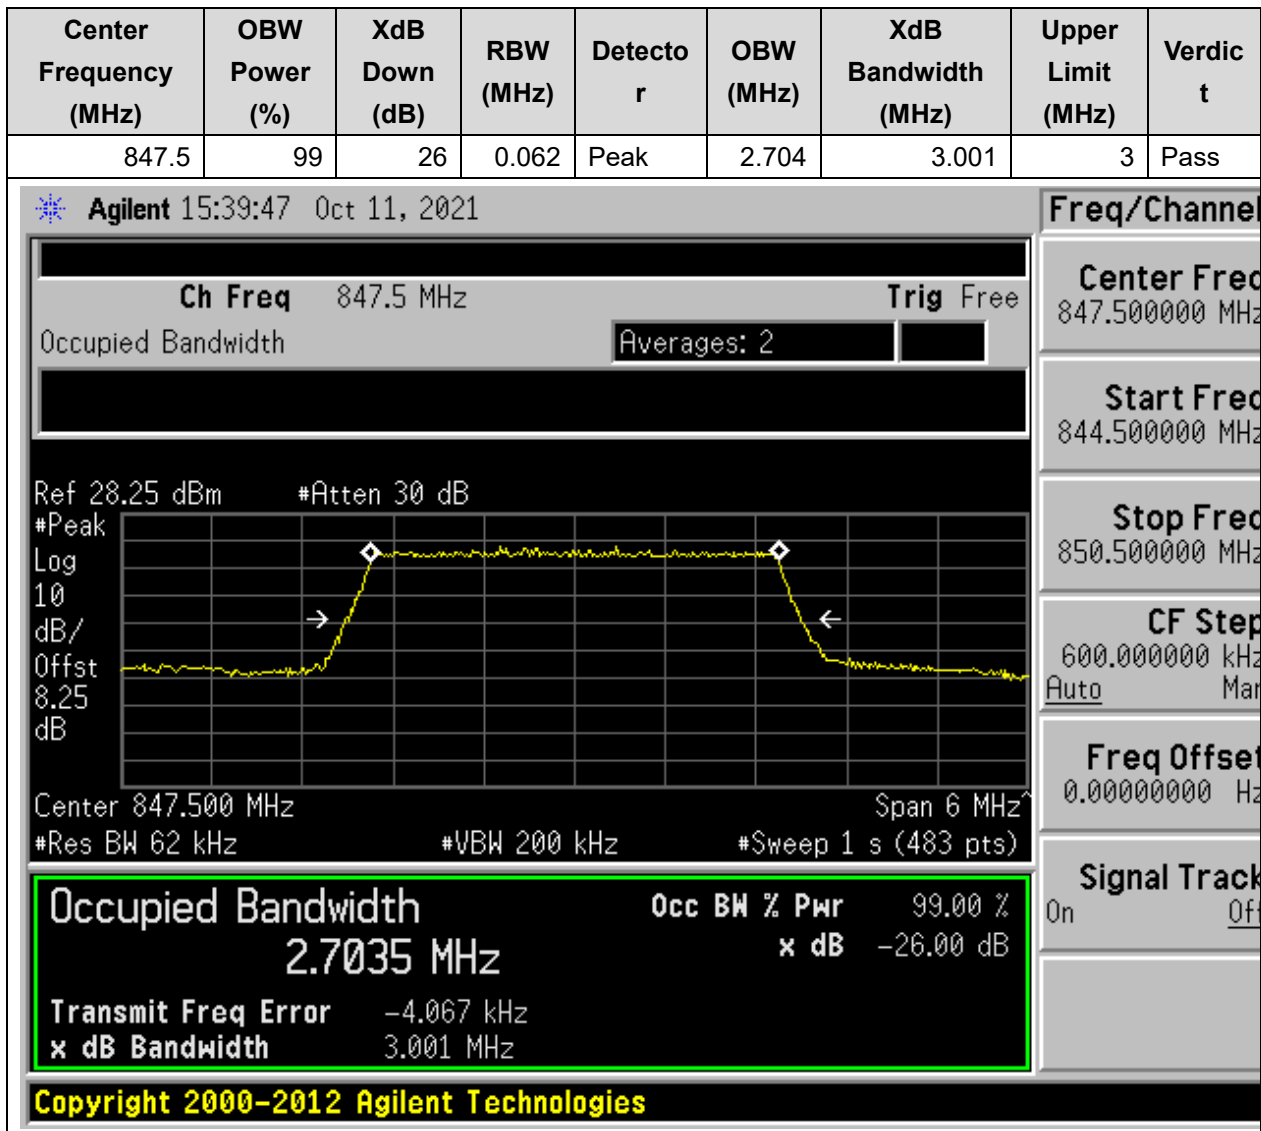 Center Frequency (MHz) OBW Power (%) XdB Down (dB) RBW (MHz) Detecto r OBW (MHz) XdB Bandwidth (MHz) Upper Limit (MHz) Verdic t
847.5 99 26 0.062 Peak 2.704 3.001 3 Pass
Agilent 15:39:47 Oct 11, 2021
Freq/Channel
Ch Freq 847.5 MHz Trig Free
Occupied Bandwidth Averages: 2
Ref 28.25 dBm #Atten 30 dB
#Peak
Log
10
dB/
Offst
8.25
dB
Center 847.500 MHz Span 6 MHz^
#Res BW 62 kHz #VBW 200 kHz #Sweep 1 s (483 pts)
Occupied Bandwidth
2.7035 MHz
Occ BW % Pwr 99.00 %
x dB -26.00 dB
Transmit Freq Error -4.067 kHz
x dB Bandwidth 3.001 MHz
Center Freq
847.500000 MHz
Start Freq
844.500000 MHz
Stop Freq
850.500000 MHz
CF Step
600.000000 kHz
Auto Man
Freq Offset
0.00000000 Hz
Signal Track
On Off
Copyright 2000-2012 Agilent Technologies